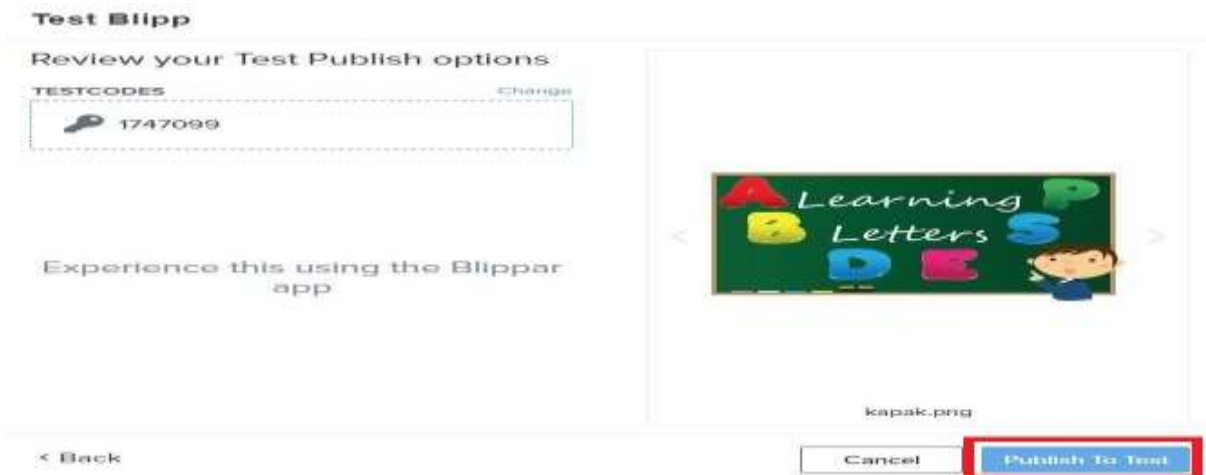 Test Blipp
Review your Test Publish options
TESTCODES
Change
1747099
Experience this using the Blippar
app
A Learning P
B Letters S
D E
kapak.png
< Back
Cancel
Publish To Test